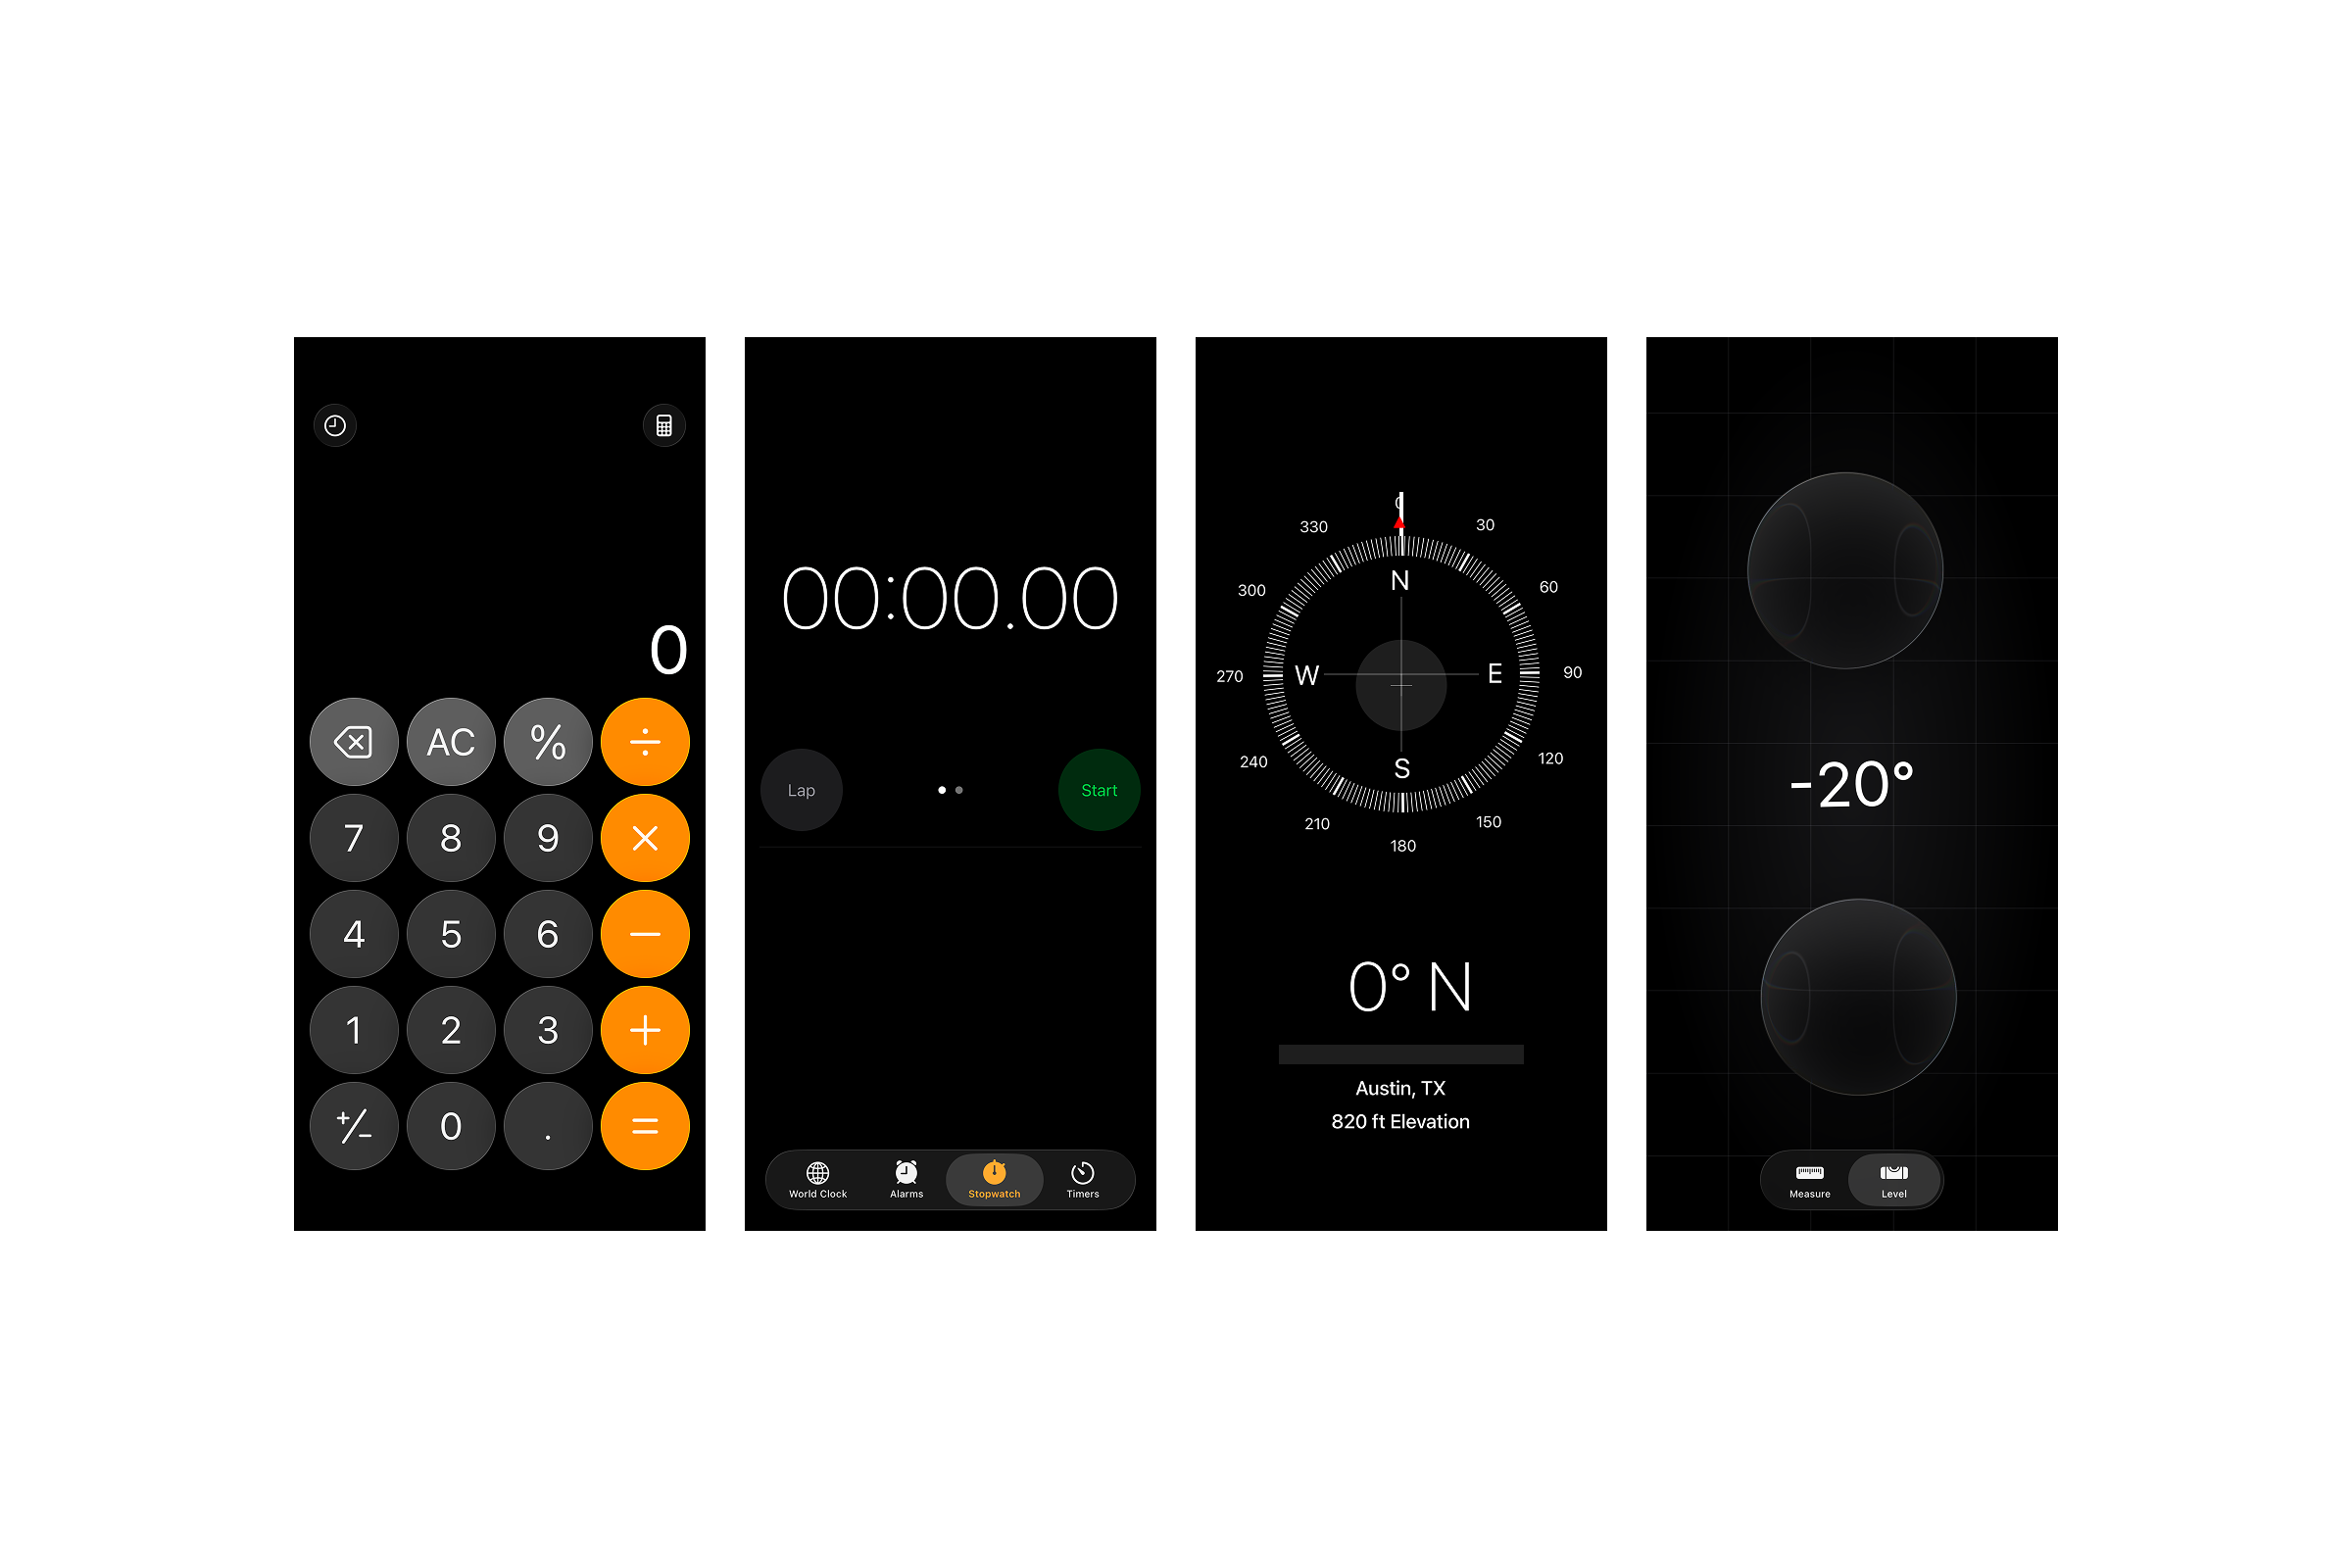 0
AC % ÷
7 8 9 ×
4 5 6 −
1 2 3 +
+/− 0 . =
00:00.00
Lap Start
World Clock Alarms Stopwatch Timers
0
330 30
300 60
270 90
240 120
210 150
180
N
W E
S
0° N
Austin, TX
820 ft Elevation
-20°
Measure Level